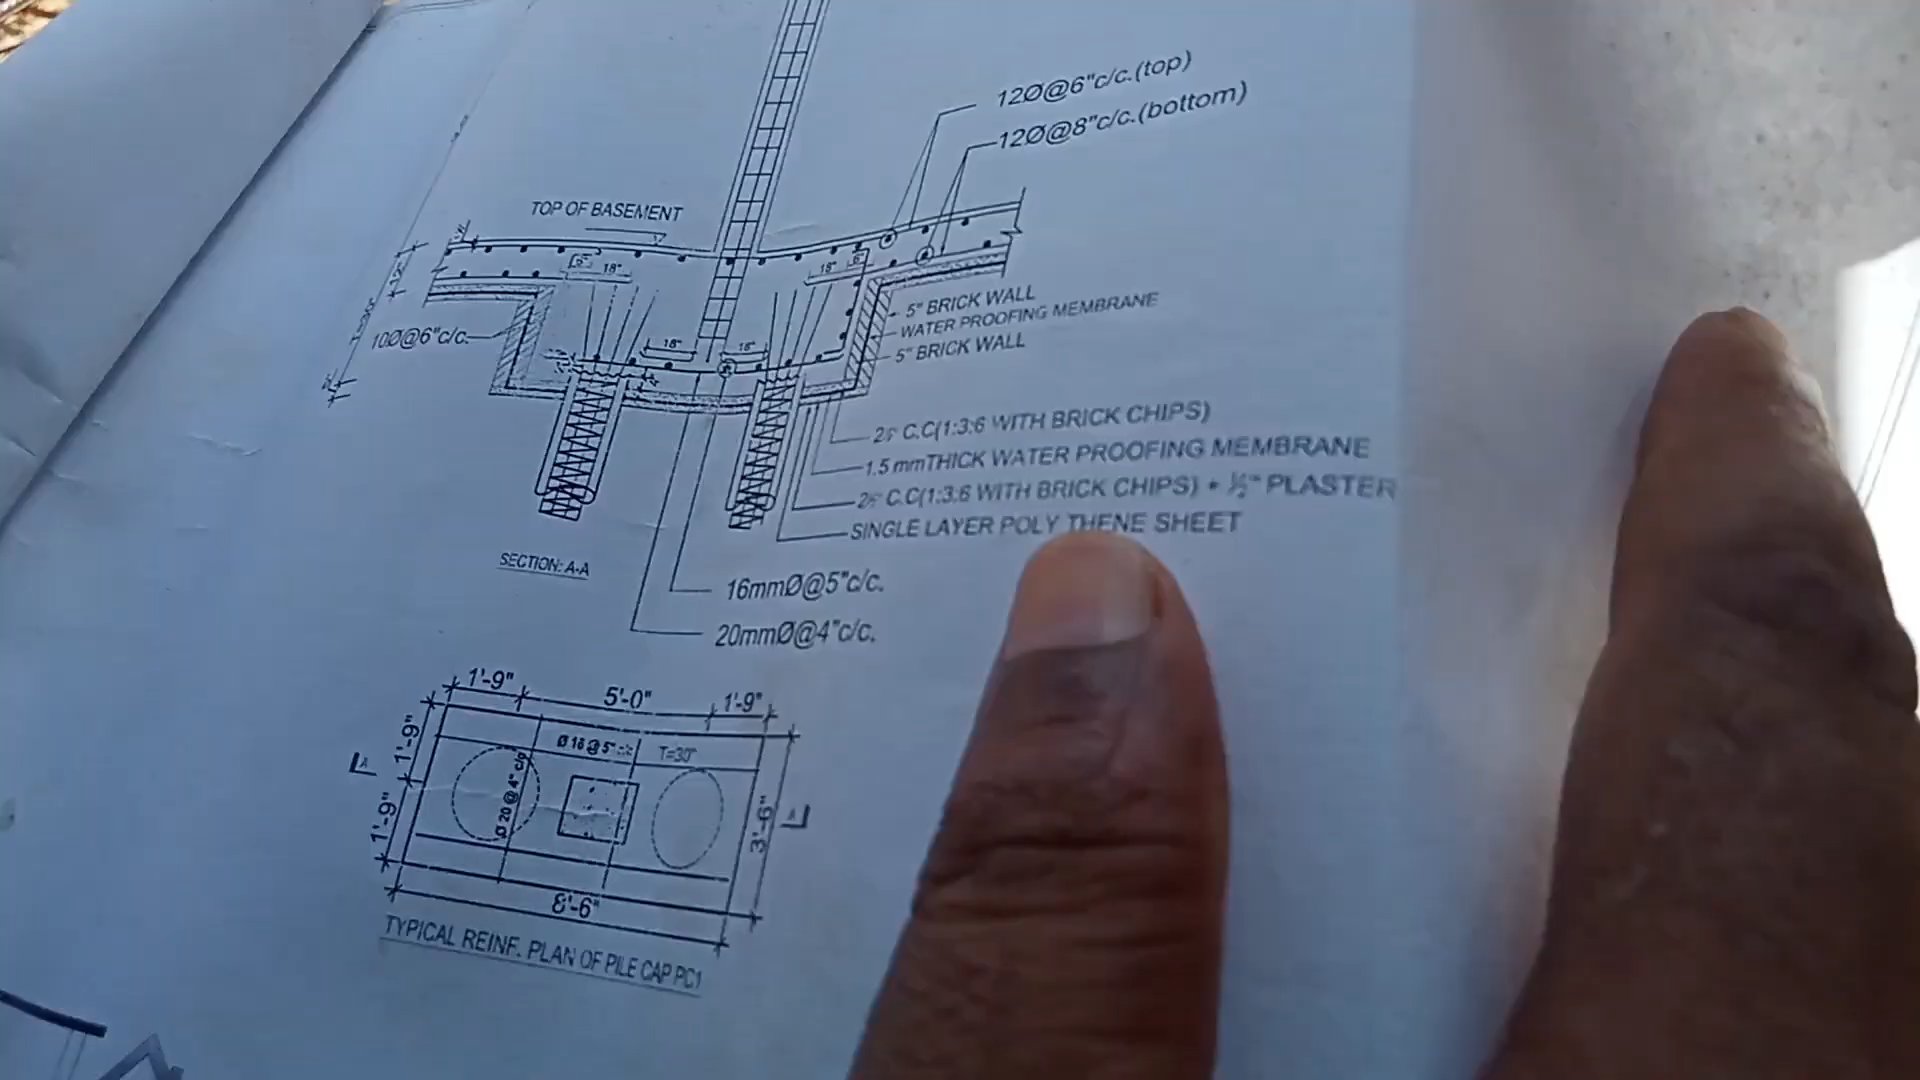 12Ø@6"c/c.(top)
12Ø@8"c/c.(bottom)
TOP OF BASEMENT
6"
18"
18"
6"
5" BRICK WALL
WATER PROOFING MEMBRANE
5" BRICK WALL
10Ø@6"c/c.
18"
18"
C.C(1:3:6 WITH BRICK CHIPS)
1.5 mmTHICK WATER PROOFING MEMBRANE
C.C(1:3:6 WITH BRICK CHIPS) + ½" PLASTER
SINGLE LAYER POLY THENE SHEET
SECTION: A-A
16mmØ@5"c/c.
20mmØ@4"c/c.
1'-9"
5'-0"
1'-9"
1'-9"
Ø 16 @ 5" c/c
T=30"
A
Ø 20 @ 4" c/c
A
1'-9"
3'-6"
8'-6"
TYPICAL REINF. PLAN OF PILE CAP PC1